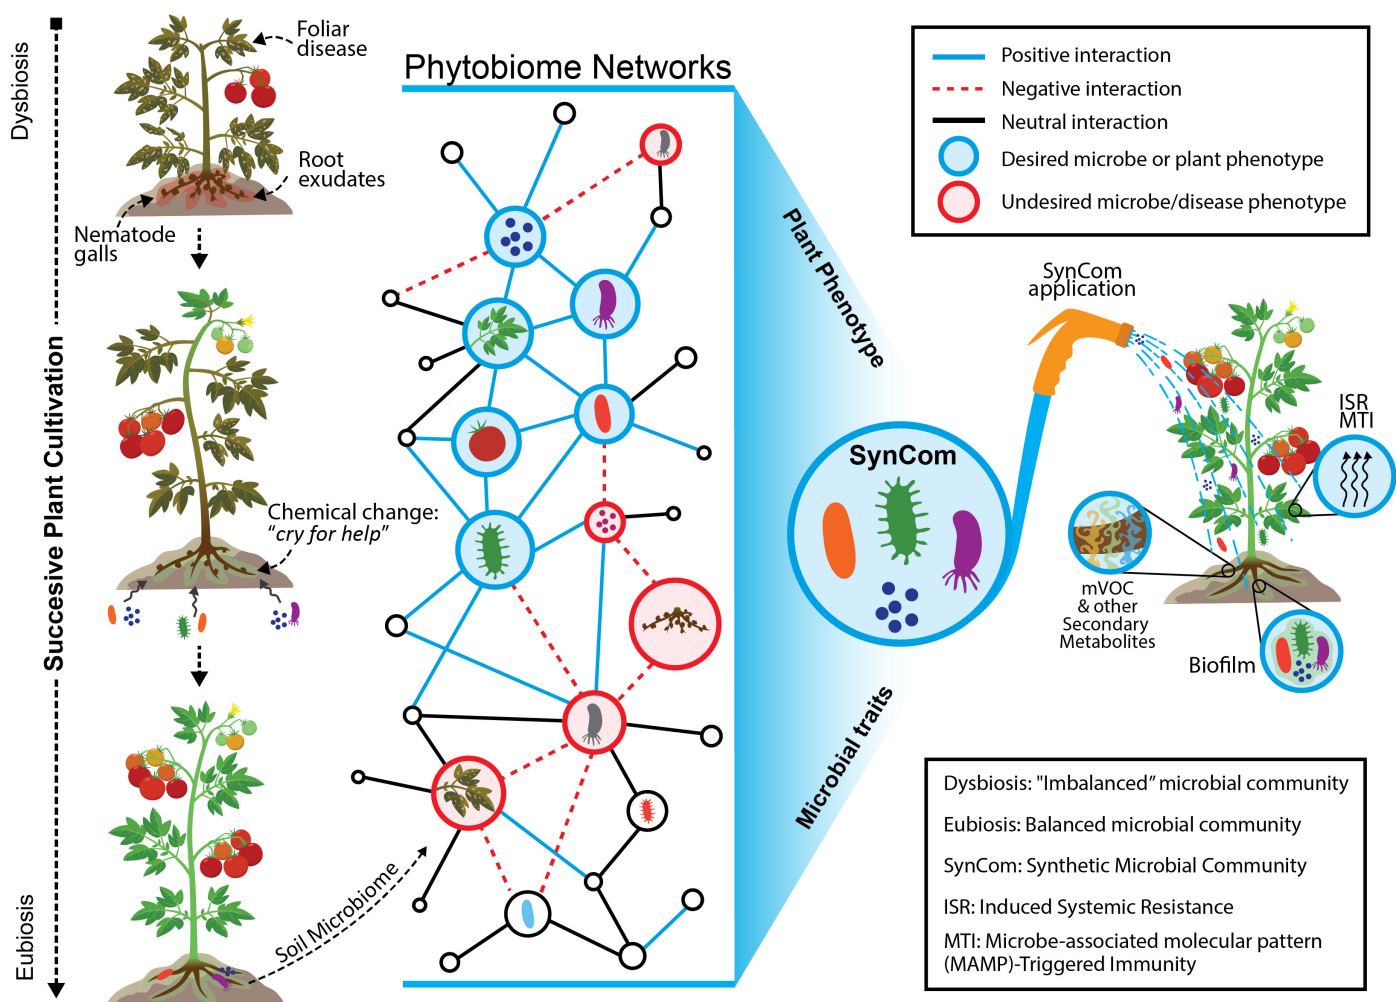 Dysbiosis
Succesive Plant Cultivation
Eubiosis
Foliar
disease
Root
exudates
Nematode
galls
Chemical change:
“cry for help”
Soil Microbiome
Phytobiome Networks
Plant Phenotype
Microbial traits
Positive interaction
Negative interaction
Neutral interaction
Desired microbe or plant phenotype
Undesired microbe/disease phenotype
SynCom
SynCom
application
ISR
MTI
mVOC
& other
Secondary
Metabolites
Biofilm
Dysbiosis: "Imbalanced” microbial community
Eubiosis: Balanced microbial community
SynCom: Synthetic Microbial Community
ISR: Induced Systemic Resistance
MTI: Microbe-associated molecular pattern
(MAMP)-Triggered Immunity